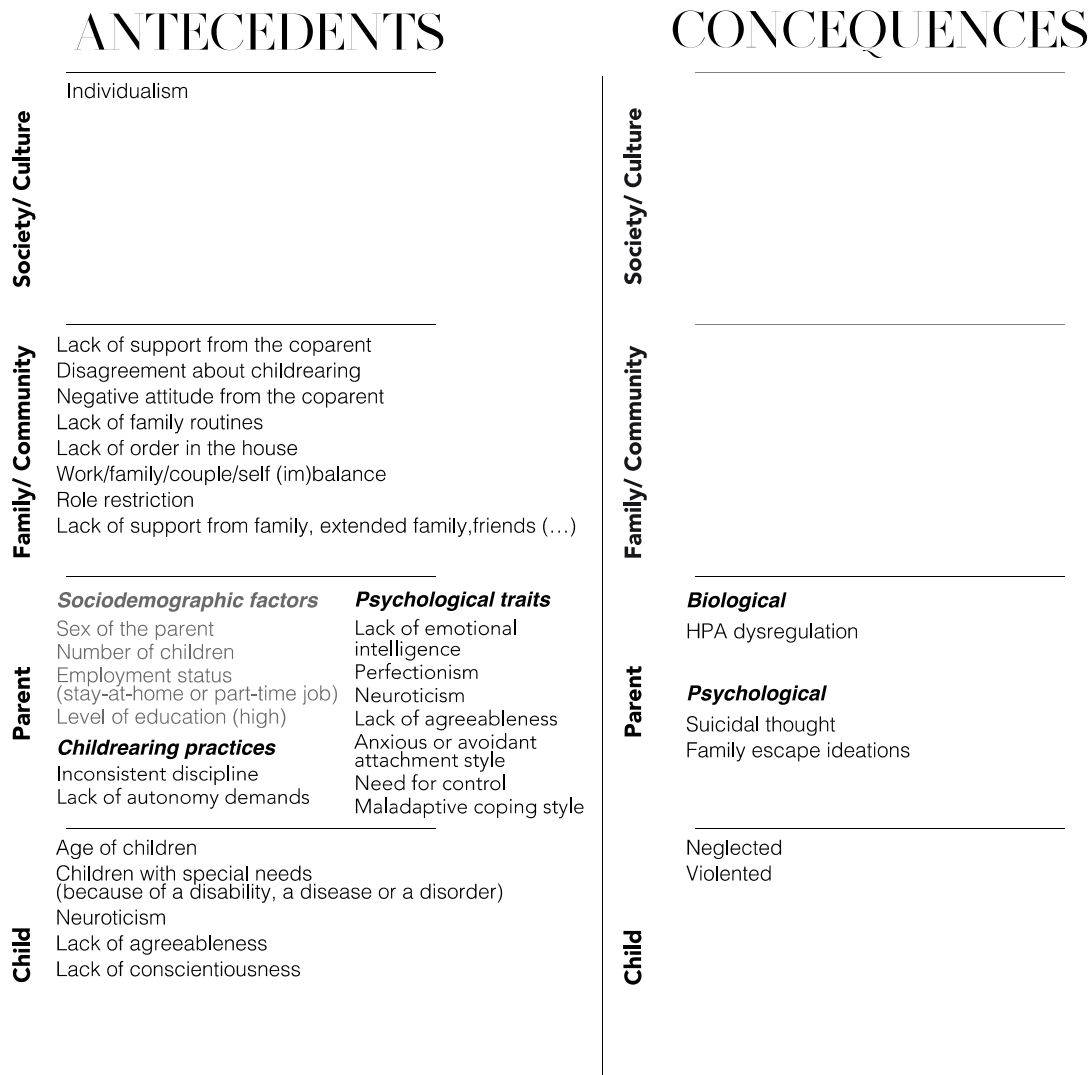 ANTECEDENTS
Society/ Culture
Individualism
Family/ Community
Lack of support from the coparent
Disagreement about childrearing
Negative attitude from the coparent
Lack of family routines
Lack of order in the house
Work/family/couple/self (im)balance
Role restriction
Lack of support from family, extended family,friends (…)
Parent
Sociodemographic factors
Sex of the parent
Number of children
Employment status
(stay-at-home or part-time job)
Level of education (high)
Childrearing practices
Inconsistent discipline
Lack of autonomy demands
Psychological traits
Lack of emotional
intelligence
Perfectionism
Neuroticism
Lack of agreeableness
Anxious or avoidant
attachment style
Need for control
Maladaptive coping style
Child
Age of children
Children with special needs
(because of a disability, a disease or a disorder)
Neuroticism
Lack of agreeableness
Lack of conscientiousness
CONCEQUENCES
Society/ Culture
Family/ Community
Parent
Biological
HPA dysregulation
Psychological
Suicidal thought
Family escape ideations
Child
Neglected
Violented